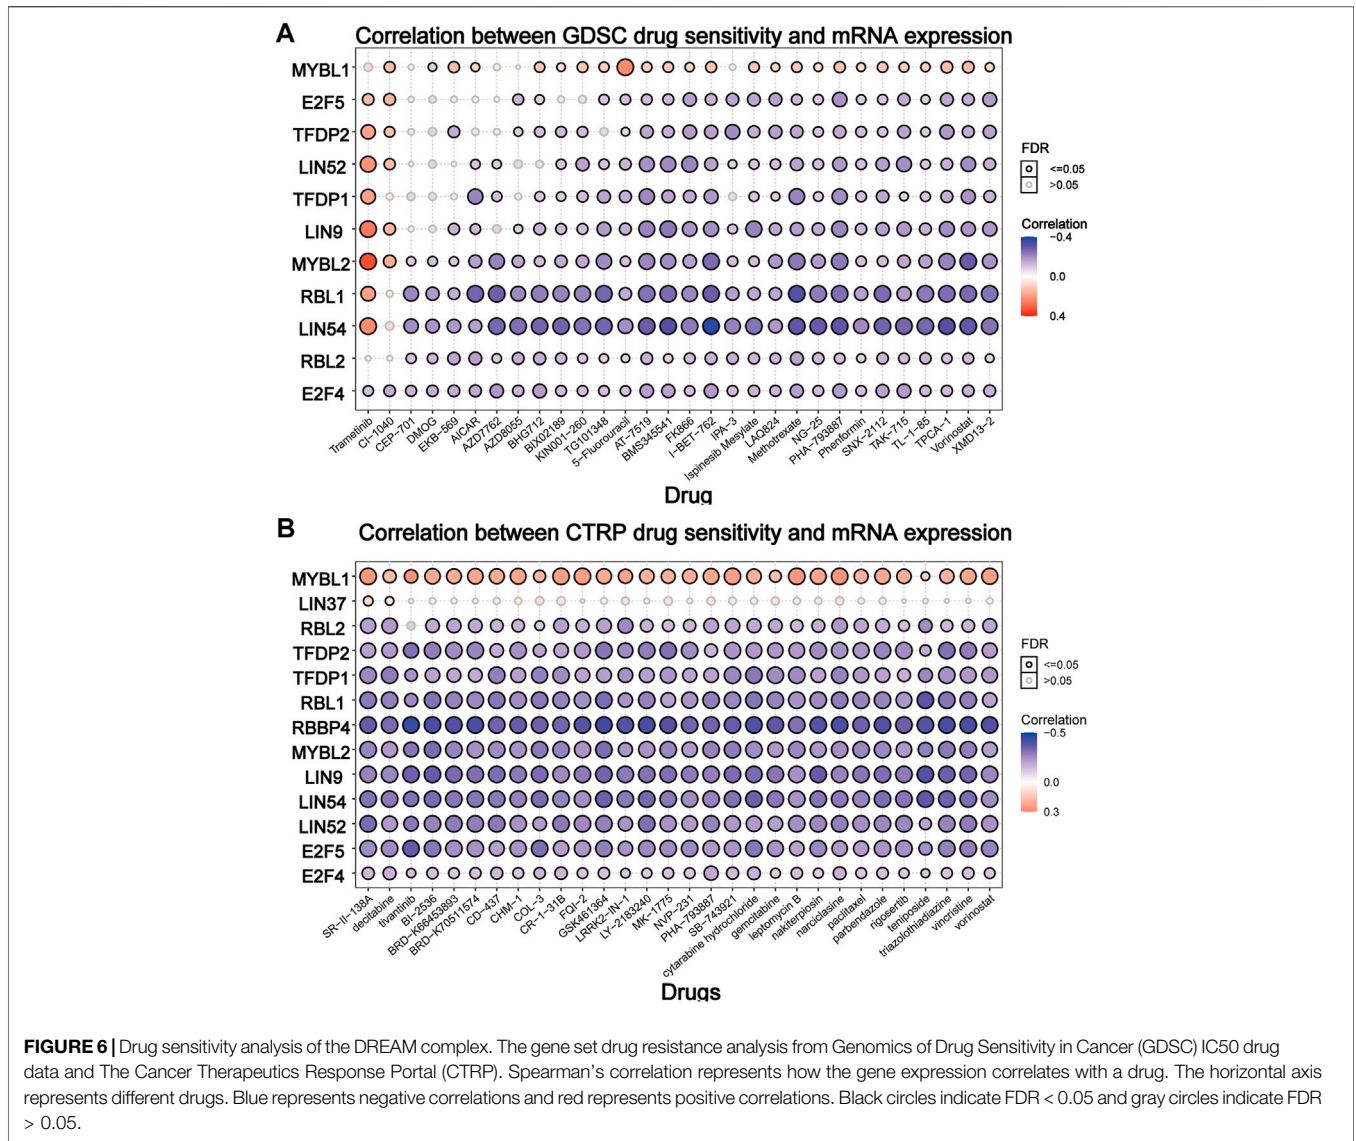 A
Correlation between GDSC drug sensitivity and mRNA expression
MYBL1
E2F5
TFDP2
LIN52
TFDP1
LIN9
MYBL2
RBL1
LIN54
RBL2
E2F4
FDR
<=0.05
>0.05
Correlation
-0.4
0.0
0.4
Trametinib
CI-1040
CEP-701
DMOG
EKB-569
AICAR
AZD7762
AZD8055
BHG712
BIX02189
KIN001-260
TG101348
5-Fluorouracil
AT-7519
BMS345541
FK866
I-BET-762
IPA-3
Ispinesib Mesylate
LAQ824
Methotrexate
NG-25
PHA-793887
Phenformin
SNX-2112
TAK-715
TL-1-85
TPCA-1
Vorinostat
XMD13-2
Drug
B
Correlation between CTRP drug sensitivity and mRNA expression
MYBL1
LIN37
RBL2
TFDP2
TFDP1
RBL1
RBBP4
MYBL2
LIN9
LIN54
LIN52
E2F5
E2F4
FDR
<=0.05
>0.05
Correlation
-0.5
0.0
0.3
SR-II-138A
decitabine
tivantinib
BI-2536
BRD-K66453893
BRD-K70511574
CD-437
CHM-1
COL-3
CR-1-31B
FQI-2
GSK461364
LRRK2-IN-1
LY-2183240
MK-1775
NVP-231
PHA-793887
SB-743921
cytarabine hydrochloride
gemcitabine
leptomycin B
nakiterpiosin
narciclasine
paclitaxel
parbendazole
rigosertib
teniposide
triazolothiadiazine
vincristine
vorinostat
Drugs
FIGURE 6 | Drug sensitivity analysis of the DREAM complex. The gene set drug resistance analysis from Genomics of Drug Sensitivity in Cancer (GDSC) IC50 drug
data and The Cancer Therapeutics Response Portal (CTRP). Spearman's correlation represents how the gene expression correlates with a drug. The horizontal axis
represents different drugs. Blue represents negative correlations and red represents positive correlations. Black circles indicate FDR < 0.05 and gray circles indicate FDR
> 0.05.